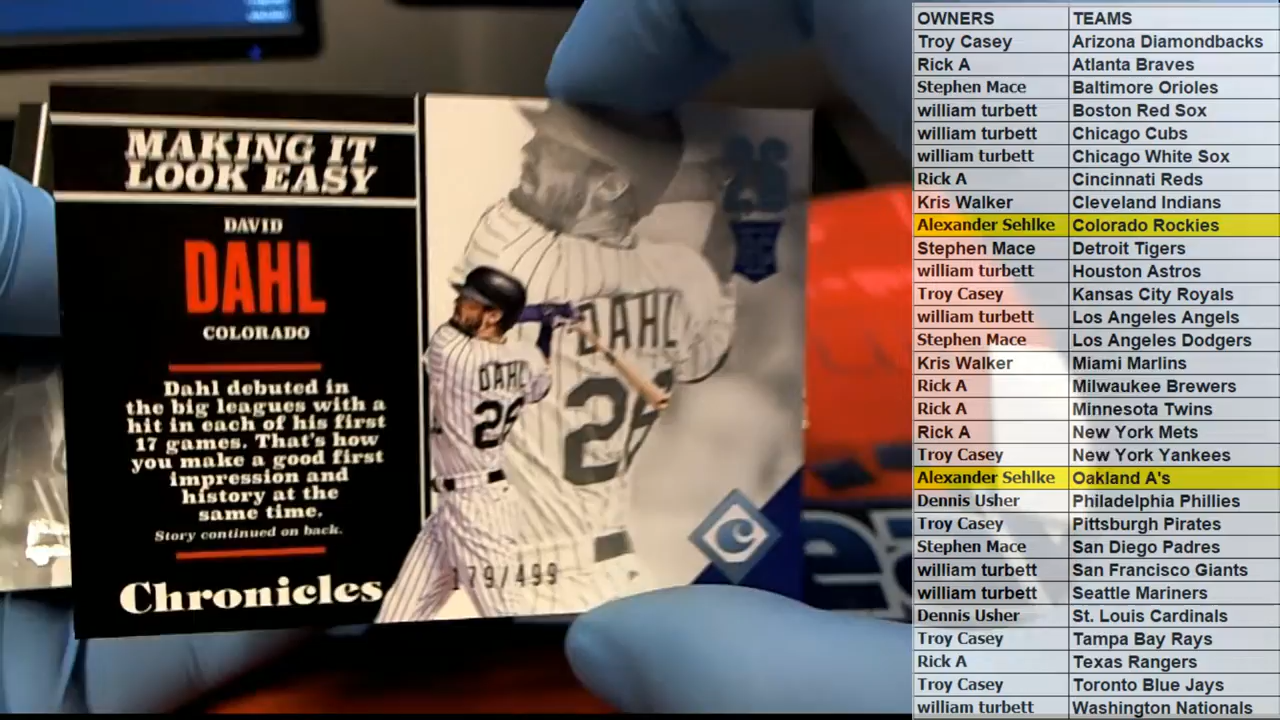 MAKING IT
LOOK EASY
DAVID
DAHL
COLORADO
Dahl debuted in
the big leagues with a
hit in each of his first
17 games. That's how
you make a good first
impression and
history at the
same time.
Story continued on back.
Chronicles
26
DAHL
26
DAHL
26
C
179/499
OWNERS TEAMS
Troy Casey Arizona Diamondbacks
Rick A Atlanta Braves
Stephen Mace Baltimore Orioles
william turbett Boston Red Sox
william turbett Chicago Cubs
william turbett Chicago White Sox
Rick A Cincinnati Reds
Kris Walker Cleveland Indians
Alexander Sehlke Colorado Rockies
Stephen Mace Detroit Tigers
william turbett Houston Astros
Troy Casey Kansas City Royals
william turbett Los Angeles Angels
Stephen Mace Los Angeles Dodgers
Kris Walker Miami Marlins
Rick A Milwaukee Brewers
Rick A Minnesota Twins
Rick A New York Mets
Troy Casey New York Yankees
Alexander Sehlke Oakland A's
Dennis Usher Philadelphia Phillies
Troy Casey Pittsburgh Pirates
Stephen Mace San Diego Padres
william turbett San Francisco Giants
william turbett Seattle Mariners
Dennis Usher St. Louis Cardinals
Troy Casey Tampa Bay Rays
Rick A Texas Rangers
Troy Casey Toronto Blue Jays
william turbett Washington Nationals